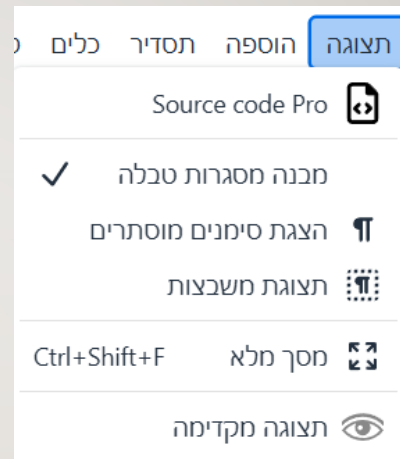 תצוגה הוספה תסדיר כלים
Source code Pro
מבנה מסגרות טבלה
הצגת סימנים מוסתרים
תצוגת משבצות
מסך מלא Ctrl+Shift+F
תצוגה מקדימה